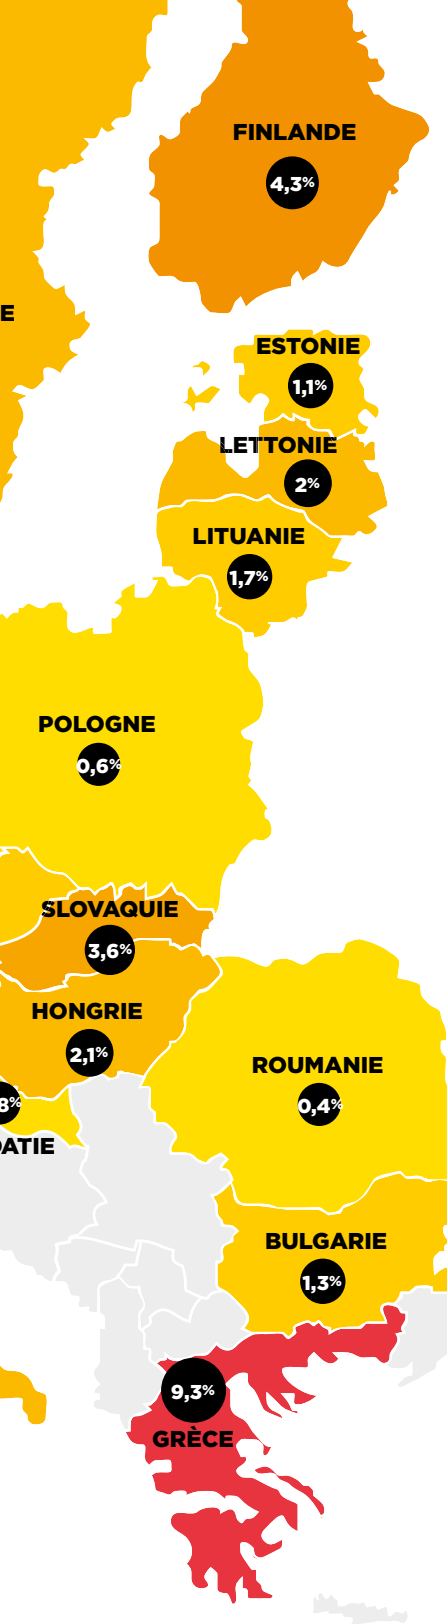 FINLANDE
4,3%
E
ESTONIE
1,1%
LETTONIE
2%
LITUANIE
1,7%
POLOGNE
0,6%
SLOVAQUIE
3,6%
HONGRIE
2,1%
ROUMANIE
0,4%
8%
ATIE
BULGARIE
1,3%
9,3%
GRÈCE